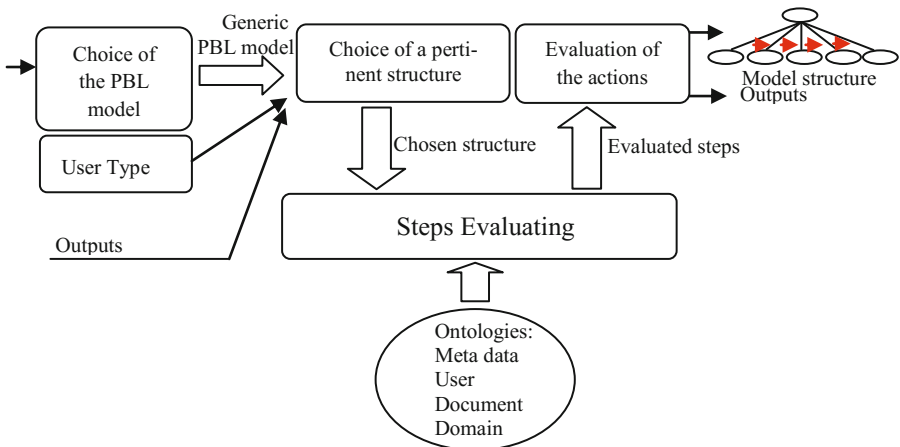 Choice of
the PBL
model
Generic
PBL model
Choice of a perti-
nent structure
Evaluation of
the actions
Model structure
Outputs
User Type
Chosen structure
Evaluated steps
Steps Evaluating
Outputs
Ontologies:
Meta data
User
Document
Domain